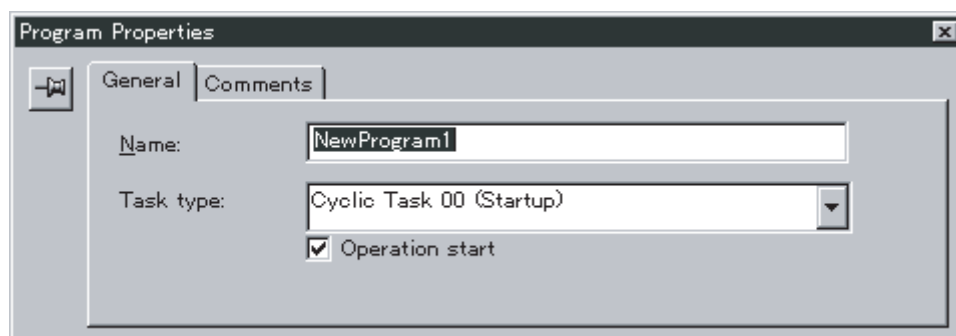 Program Properties
General Comments
Name: NewProgram1
Task type: Cyclic Task 00 (Startup)
Operation start